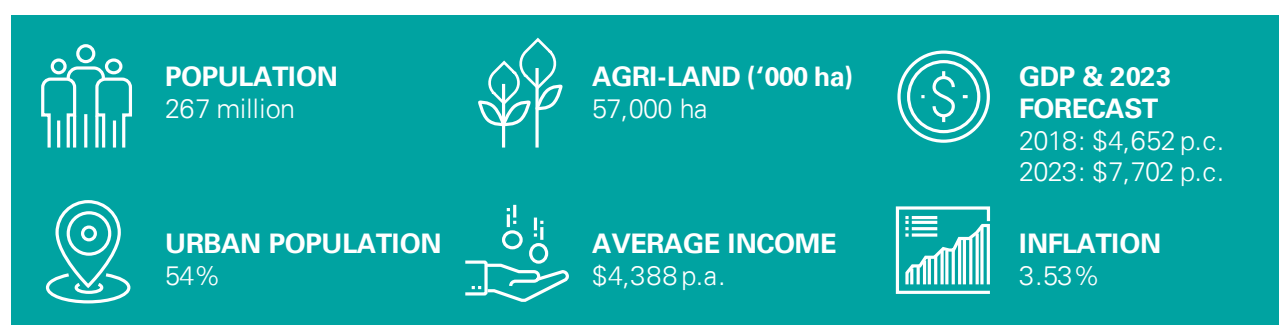 POPULATION
267 million
AGRI-LAND (‘000 ha)
57,000 ha
GDP & 2023
FORECAST
2018: $4,652 p.c.
2023: $7,702 p.c.
URBAN POPULATION
54%
AVERAGE INCOME
$4,388 p.a.
INFLATION
3.53%